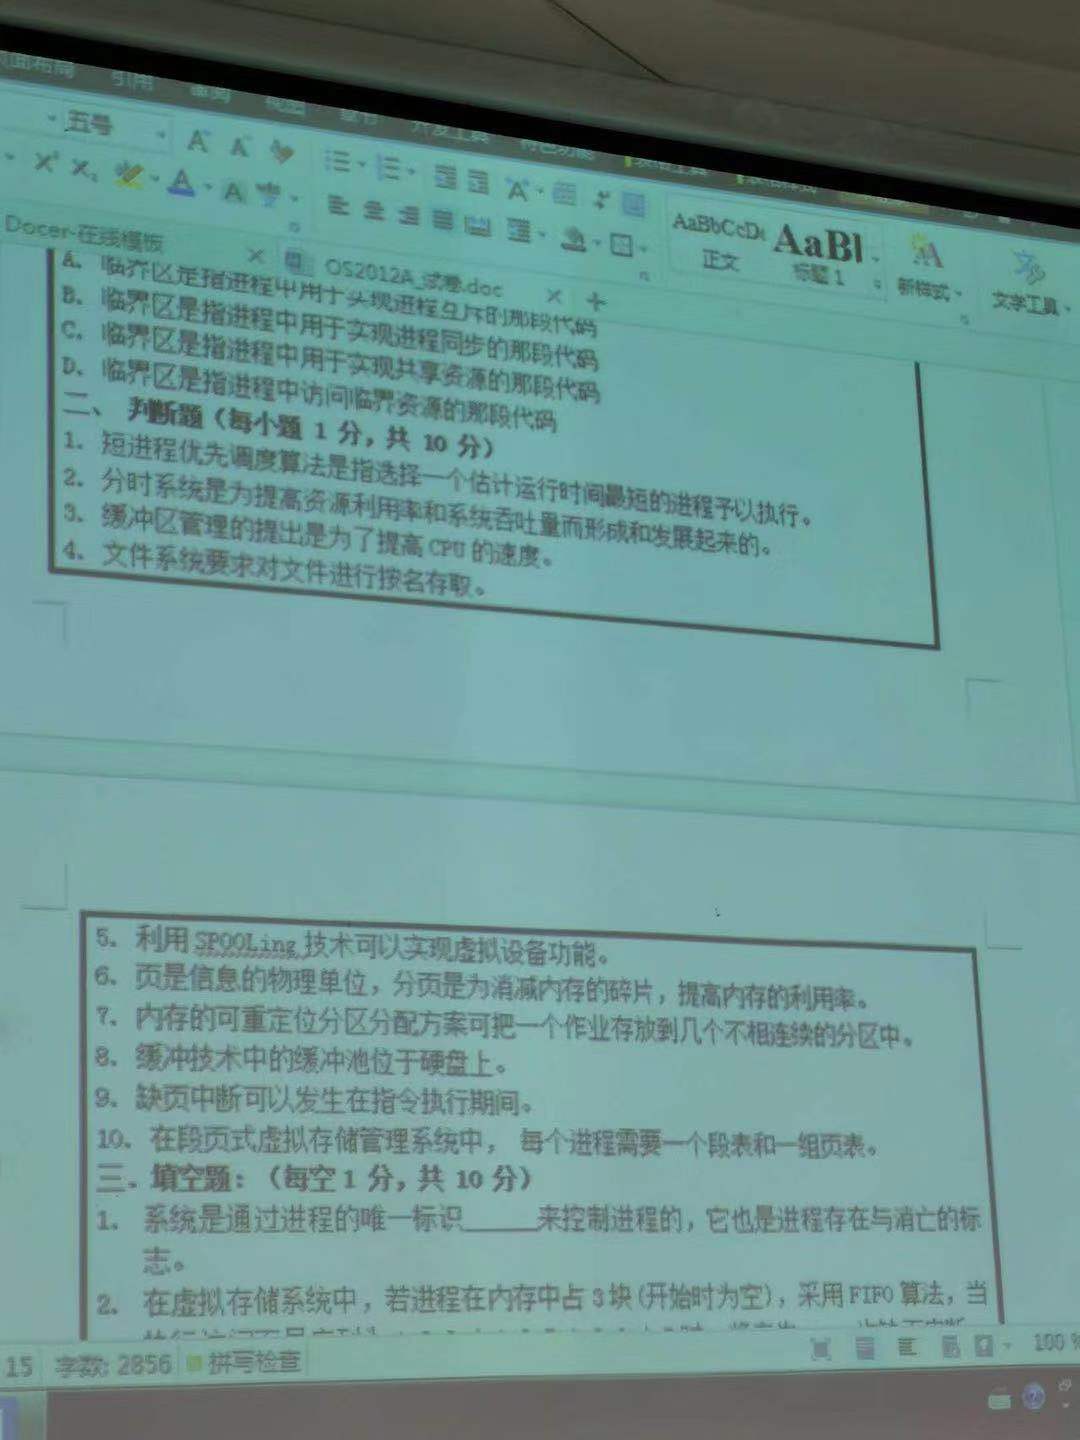 页面布局 引用 审阅 视图 章节 开发工具 特色功能
五号
AaBbCcDd AaBl
正文 标题 1 新样式 文字工具
Docer-在线模板 OS2012A_试卷.doc
A. 临界区是指进程中用于实现进程互斥的那段代码
B. 临界区是指进程中用于实现进程同步的那段代码
C. 临界区是指进程中用于实现共享资源的那段代码
D. 临界区是指进程中访问临界资源的那段代码
二、 判断题(每小题 1 分,共 10 分)
1. 短进程优先调度算法是指选择一个估计运行时间最短的进程予以执行。
2. 分时系统是为提高资源利用率和系统吞吐量而形成和发展起来的。
3. 缓冲区管理的提出是为了提高 CPU 的速度。
4. 文件系统要求对文件进行按名存取。
5. 利用 SPOOLing 技术可以实现虚拟设备功能。
6. 页是信息的物理单位,分页是为消减内存的碎片,提高内存的利用率。
7. 内存的可重定位分区分配方案可把一个作业存放到几个不相连续的分区中。
8. 缓冲技术中的缓冲池位于硬盘上。
9. 缺页中断可以发生在指令执行期间。
10. 在段页式虚拟存储管理系统中, 每个进程需要一个段表和一组页表。
三、填空题:(每空 1 分,共 10 分)
1. 系统是通过进程的唯一标识______来控制进程的,它也是进程存在与消亡的标
志。
2. 在虚拟存储系统中,若进程在内存中占 3 块(开始时为空),采用 FIFO 算法,当
15 字数: 2856 拼写检查 100 %